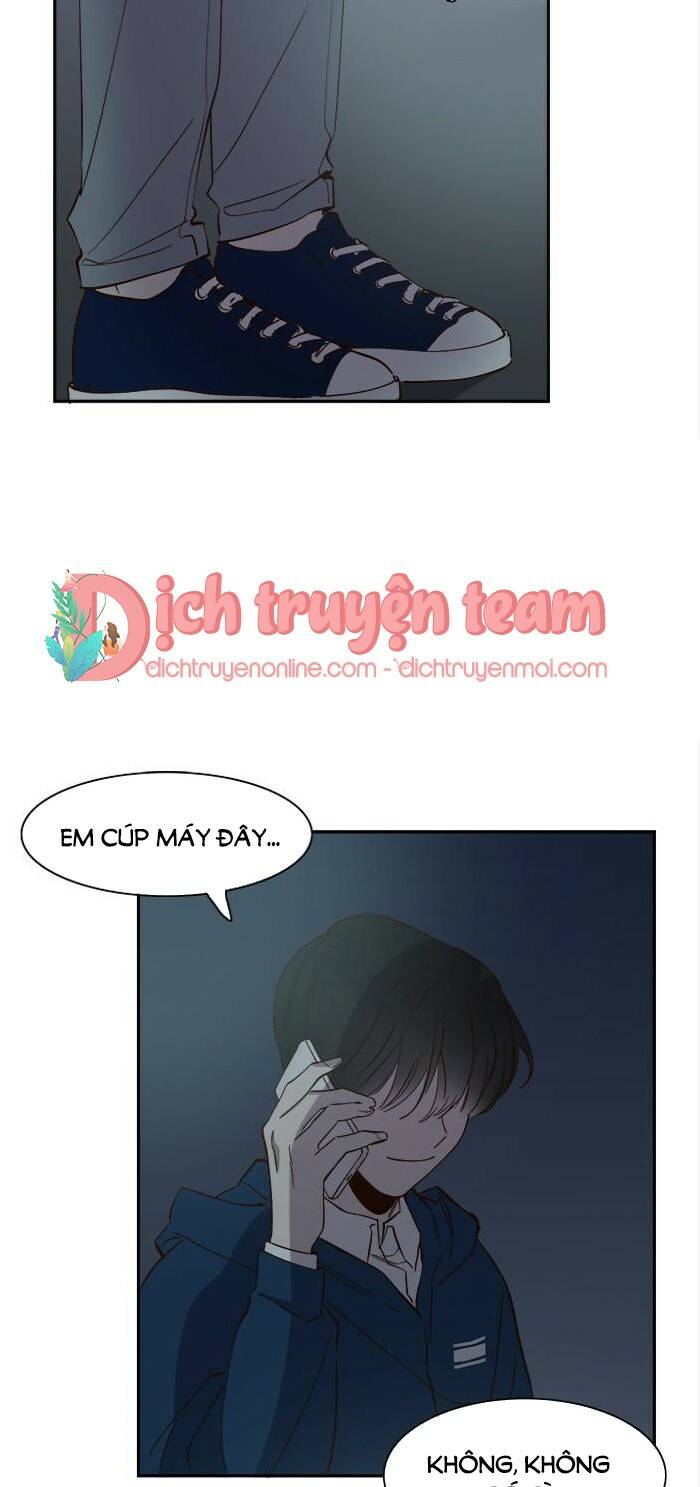 Dịch truyện team
dichtruyenonline.com - dichtruyenmoi.com
EM CÚP MÁY ĐÂY...
KHÔNG, KHÔNG